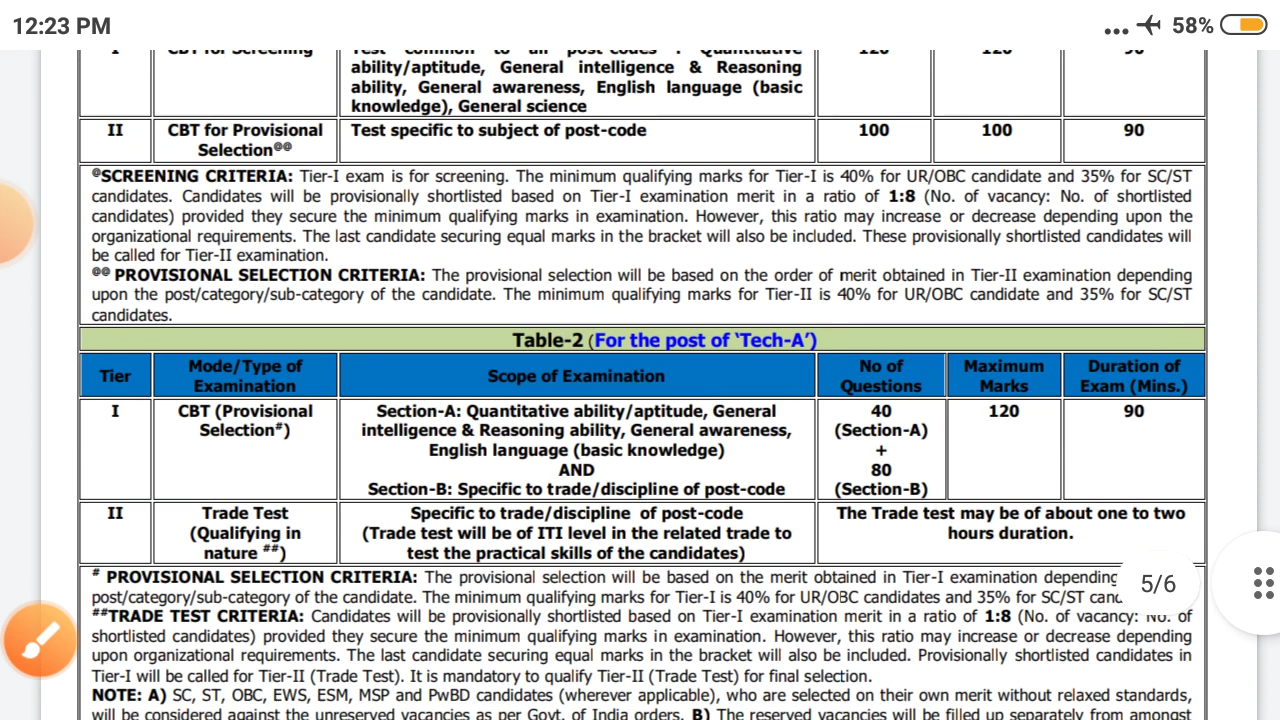 12:23 PM
58%
I CBT for Screening Test common to all post-codes : Quantitative 120 120 90
ability/aptitude, General intelligence & Reasoning
ability, General awareness, English language (basic
knowledge), General science
II CBT for Provisional Test specific to subject of post-code 100 100 90
Selection@@
@SCREENING CRITERIA: Tier-I exam is for screening. The minimum qualifying marks for Tier-I is 40% for UR/OBC candidate and 35% for SC/ST
candidates. Candidates will be provisionally shortlisted based on Tier-I examination merit in a ratio of 1:8 (No. of vacancy: No. of shortlisted
candidates) provided they secure the minimum qualifying marks in examination. However, this ratio may increase or decrease depending upon the
organizational requirements. The last candidate securing equal marks in the bracket will also be included. These provisionally shortlisted candidates will
be called for Tier-II examination.
@@ PROVISIONAL SELECTION CRITERIA: The provisional selection will be based on the order of merit obtained in Tier-II examination depending
upon the post/category/sub-category of the candidate. The minimum qualifying marks for Tier-II is 40% for UR/OBC candidate and 35% for SC/ST
candidates.
Table-2 (For the post of ‘Tech-A’)
Tier
Mode/Type of
Examination
Scope of Examination
No of
Questions
Maximum
Marks
Duration of
Exam (Mins.)
I
CBT (Provisional
Selection#)
Section-A: Quantitative ability/aptitude, General
intelligence & Reasoning ability, General awareness,
English language (basic knowledge)
AND
Section-B: Specific to trade/discipline of post-code
40
(Section-A)
+
80
(Section-B)
120
90
II
Trade Test
(Qualifying in
nature ##)
Specific to trade/discipline of post-code
(Trade test will be of ITI level in the related trade to
test the practical skills of the candidates)
The Trade test may be of about one to two
hours duration.
# PROVISIONAL SELECTION CRITERIA: The provisional selection will be based on the merit obtained in Tier-I examination depending
post/category/sub-category of the candidate. The minimum qualifying marks for Tier-I is 40% for UR/OBC candidates and 35% for SC/ST
##TRADE TEST CRITERIA: Candidates will be provisionally shortlisted based on Tier-I examination merit in a ratio of 1:8 (No. of vacancy: No. of
shortlisted candidates) provided they secure the minimum qualifying marks in examination. However, this ratio may increase or decrease depending
upon organizational requirements. The last candidate securing equal marks in the bracket will also be included. Provisionally shortlisted candidates in
Tier-I will be called for Tier-II (Trade Test). It is mandatory to qualify Tier-II (Trade Test) for final selection.
NOTE: A) SC, ST, OBC, EWS, ESM, MSP and PwBD candidates (wherever applicable), who are selected on their own merit without relaxed standards,
will be considered against the unreserved vacancies as per Govt. of India orders. B) The reserved vacancies will be filled up separately from amongst
5/6